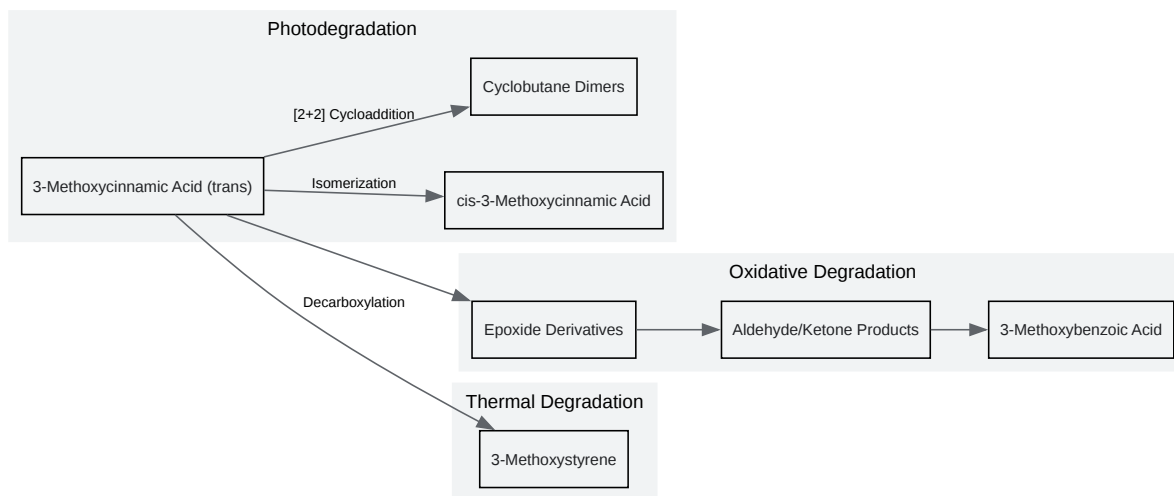 Photodegradation
Cyclobutane Dimers
[2+2] Cycloaddition
3-Methoxycinnamic Acid (trans)
Isomerization
cis-3-Methoxycinnamic Acid
Oxidative Degradation
Decarboxylation
Epoxide Derivatives
Aldehyde/Ketone Products
3-Methoxybenzoic Acid
Thermal Degradation
3-Methoxystyrene